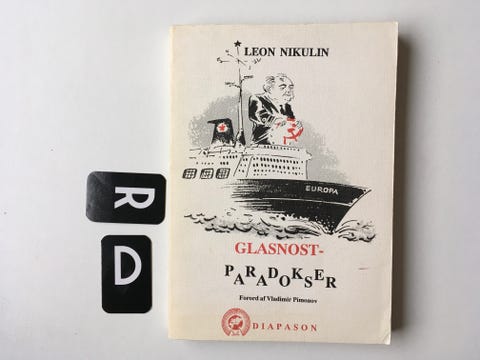 LEON NIKULIN
EUROPA
GLASNOST-
PARADOKSER
Forord af Vladimir Pimonov
DIAPASON
R
D